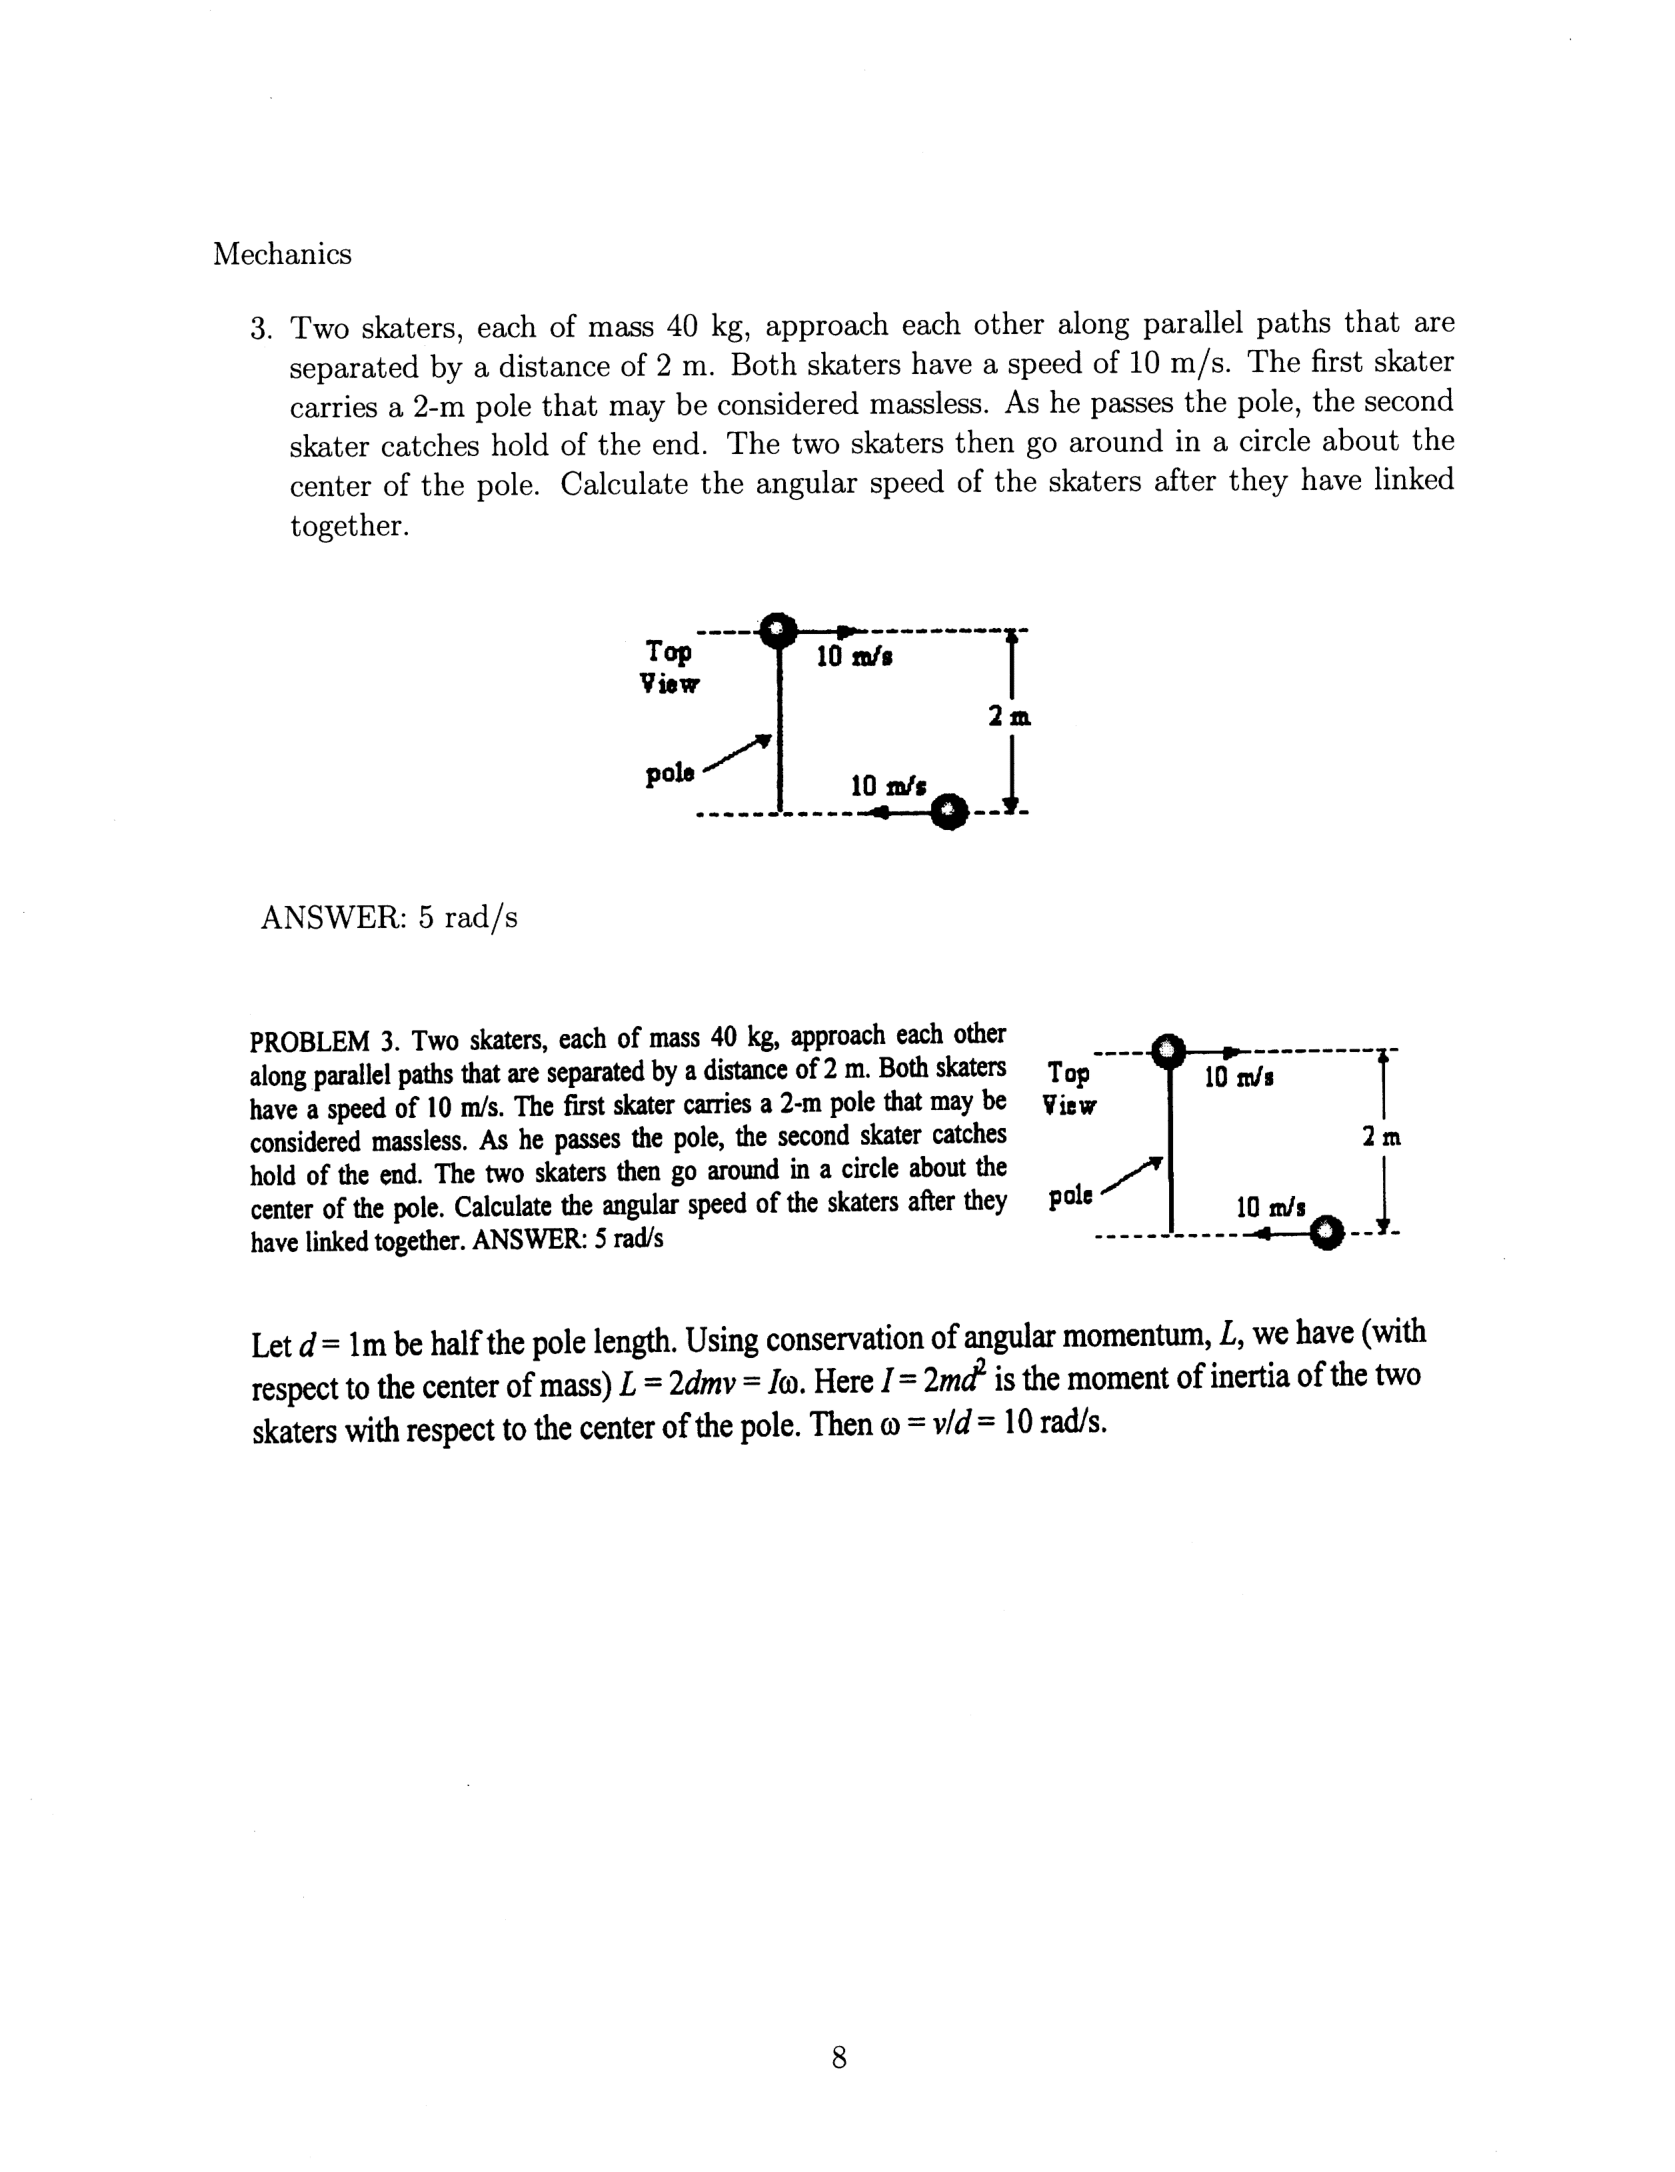 Mechanics
3. Two skaters, each of mass 40 kg, approach each other along parallel paths that are
separated by a distance of 2 m. Both skaters have a speed of 10 m/s. The first skater
carries a 2-m pole that may be considered massless. As he passes the pole, the second
skater catches hold of the end. The two skaters then go around in a circle about the
center of the pole. Calculate the angular speed of the skaters after they have linked
together.
Top
View
10 m/s
2 m
pole
10 m/s
ANSWER: 5 rad/s
PROBLEM 3. Two skaters, each of mass 40 kg, approach each other
along parallel paths that are separated by a distance of 2 m. Both skaters
have a speed of 10 m/s. The first skater carries a 2-m pole that may be
considered massless. As he passes the pole, the second skater catches
hold of the end. The two skaters then go around in a circle about the
center of the pole. Calculate the angular speed of the skaters after they
have linked together. ANSWER: 5 rad/s
Top
View
10 m/s
2 m
pole
10 m/s
Let d = 1m be half the pole length. Using conservation of angular momentum, L, we have (with
respect to the center of mass) L = 2dmv = Iω. Here I = 2md² is the moment of inertia of the two
skaters with respect to the center of the pole. Then ω = v/d = 10 rad/s.
8